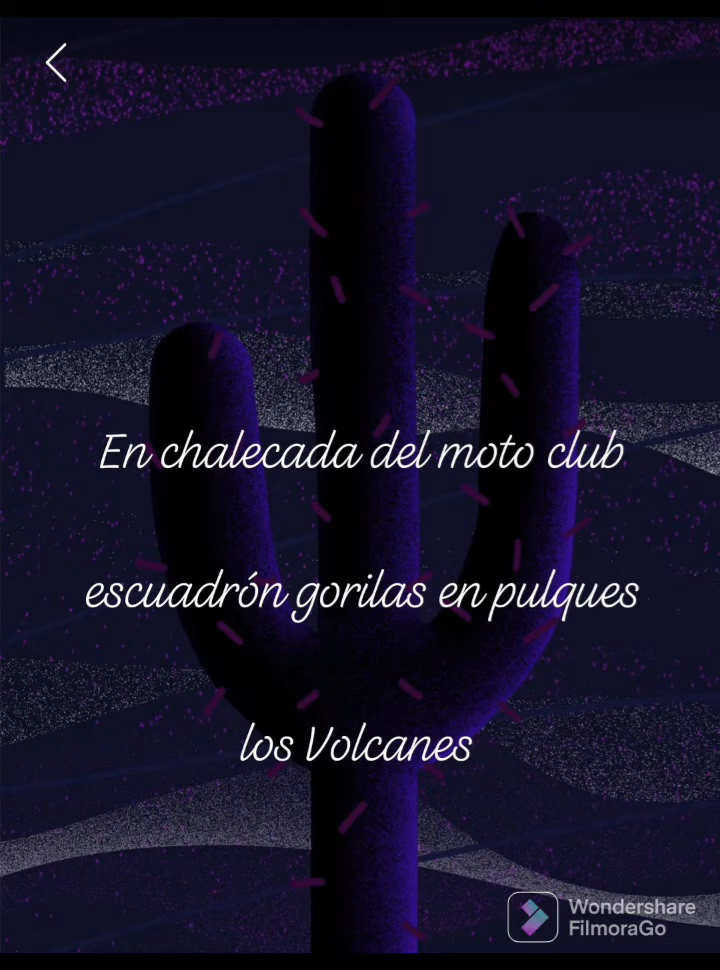 En chalecada del moto club
escuadrón gorilas en pulques
los Volcanes
Wondershare
FilmoraGo